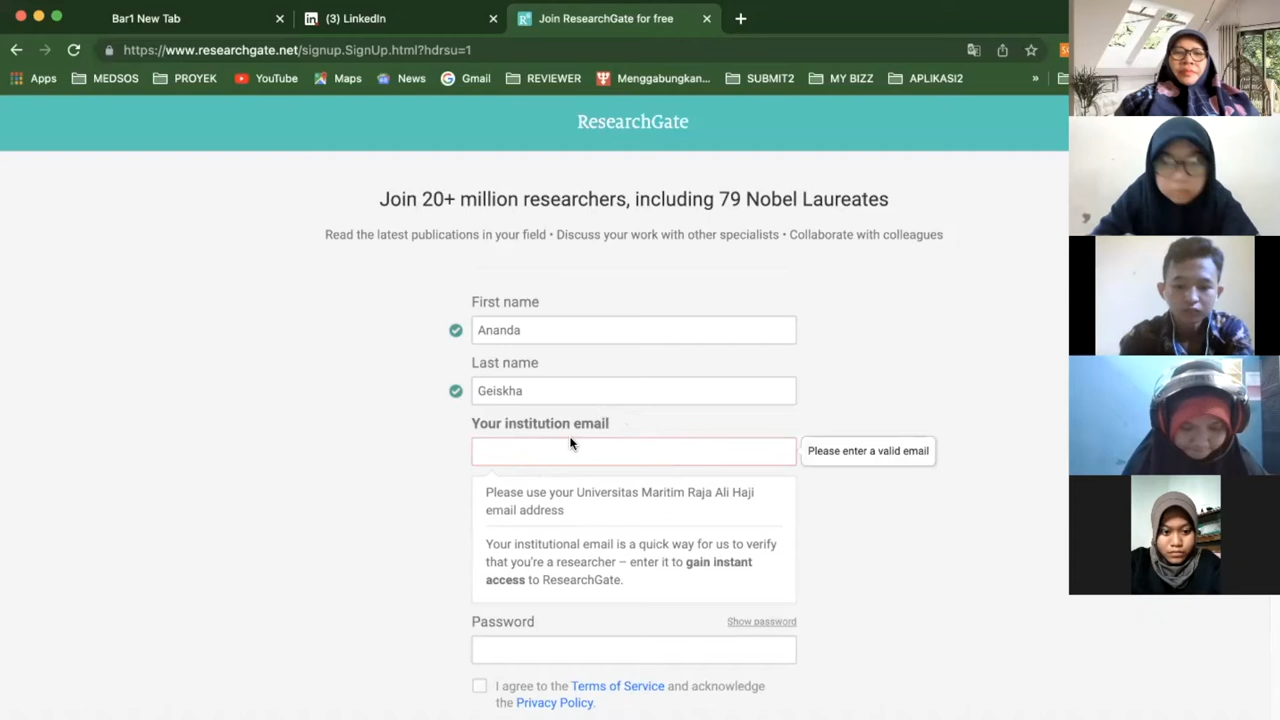 Bar1 New Tab
(3) LinkedIn
Join ResearchGate for free
https://www.researchgate.net/signup.SignUp.html?hdrsu=1
Apps
MEDSOS
PROYEK
YouTube
Maps
News
Gmail
REVIEWER
Menggabungkan...
SUBMIT2
MY BIZZ
APLIKASI2
»
ResearchGate
Join 20+ million researchers, including 79 Nobel Laureates
Read the latest publications in your field • Discuss your work with other specialists • Collaborate with colleagues
First name
Ananda
Last name
Geiskha
Your institution email
Please enter a valid email
Please use your Universitas Maritim Raja Ali Haji
email address
Your institutional email is a quick way for us to verify
that you're a researcher – enter it to gain instant
access to ResearchGate.
Password
Show password
I agree to the Terms of Service and acknowledge
the Privacy Policy.